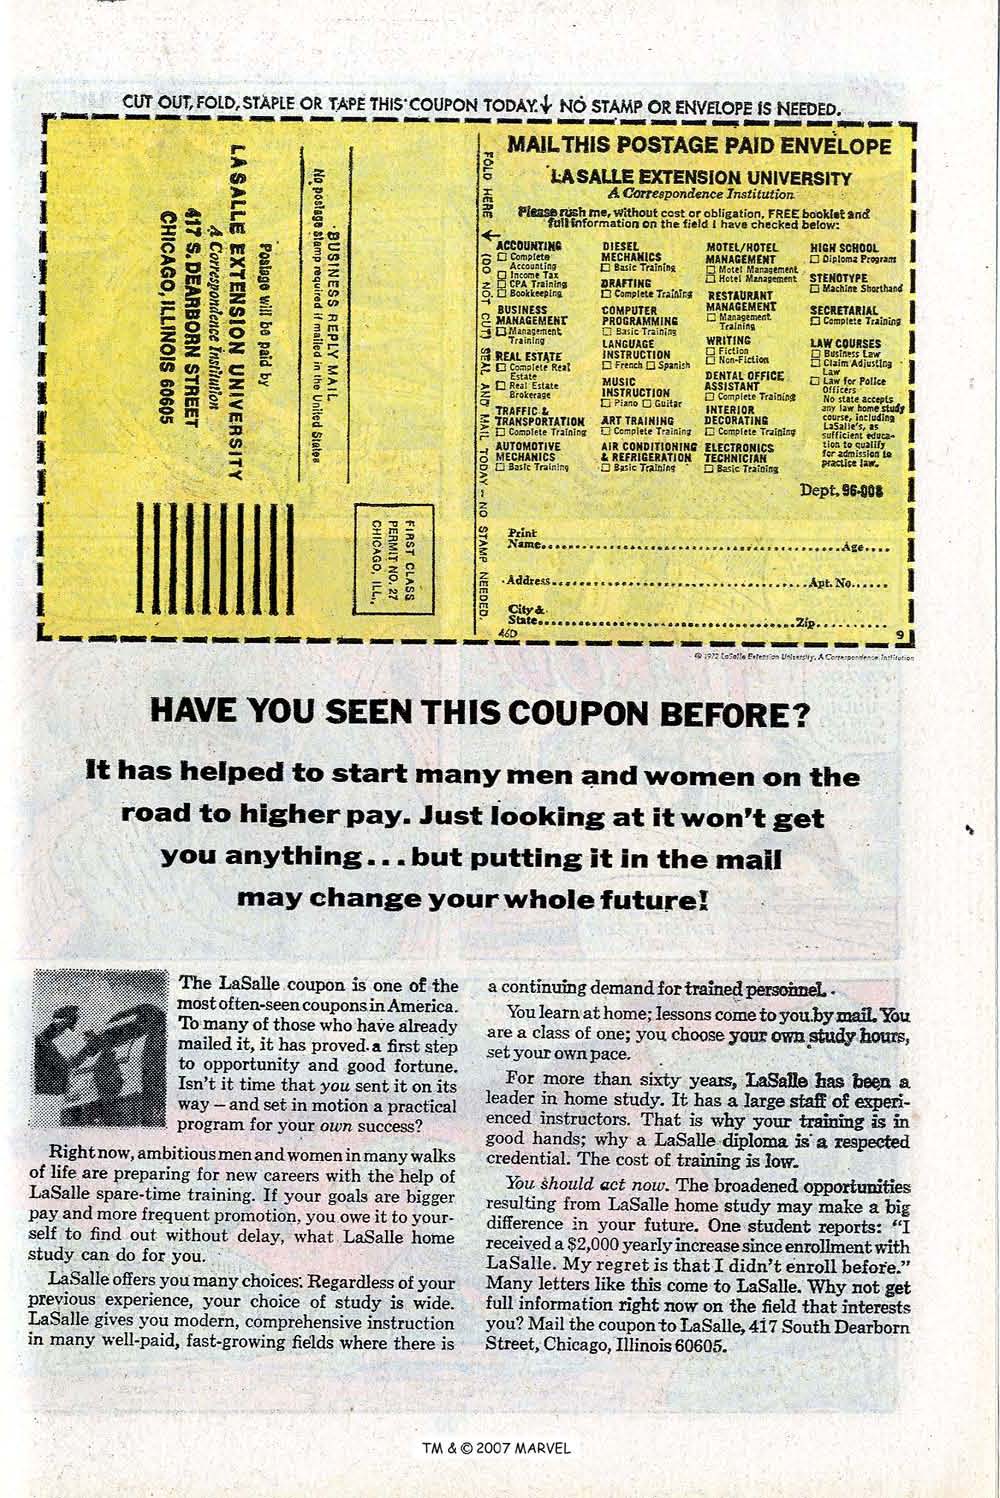 CUT OUT, FOLD, STAPLE OR TAPE THIS COUPON TODAY. ↓ NO STAMP OR ENVELOPE IS NEEDED.
BUSINESS REPLY MAIL
No postage stamp required if mailed in the United States
Postage will be paid by
LASALLE EXTENSION UNIVERSITY
A Correspondence Institution
417 S. DEARBORN STREET
CHICAGO, ILLINOIS 60605
FIRST CLASS
PERMIT NO. 27
CHICAGO, ILL.
FOLD HERE (DO NOT CUT) SEAL AND MAIL TODAY – NO STAMP NEEDED.
MAIL THIS POSTAGE PAID ENVELOPE
LA SALLE EXTENSION UNIVERSITY
A Correspondence Institution
Please rush me, without cost or obligation, FREE booklet and
full information on the field I have checked below:
ACCOUNTING
☐ Complete
Accounting
☐ Income Tax
☐ CPA Training
☐ Bookkeeping
BUSINESS
MANAGEMENT
☐ Management
Training
REAL ESTATE
☐ Complete Real
Estate
☐ Real Estate
Brokerage
TRAFFIC &
TRANSPORTATION
☐ Complete Training
AUTOMOTIVE
MECHANICS
☐ Basic Training
DIESEL
MECHANICS
☐ Basic Training
DRAFTING
☐ Complete Training
COMPUTER
PROGRAMMING
☐ Basic Training
LANGUAGE
INSTRUCTION
☐ French ☐ Spanish
MUSIC
INSTRUCTION
☐ Piano ☐ Guitar
ART TRAINING
☐ Complete Training
AIR CONDITIONING
& REFRIGERATION
☐ Basic Training
MOTEL/HOTEL
MANAGEMENT
☐ Motel Management
☐ Hotel Management
RESTAURANT
MANAGEMENT
☐ Management
Training
WRITING
☐ Fiction
☐ Non-Fiction
DENTAL OFFICE
ASSISTANT
☐ Complete Training
INTERIOR
DECORATING
☐ Complete Training
ELECTRONICS
TECHNICIAN
☐ Basic Training
HIGH SCHOOL
☐ Diploma Program
STENOTYPE
☐ Machine Shorthand
SECRETARIAL
☐ Complete Training
LAW COURSES
☐ Business Law
☐ Claim Adjusting
Law
☐ Law for Police
Officers
No state accepts
any law home study
course, including
LaSalle's, as
sufficient educa-
tion to qualify
for admission to
practice law.
Dept. 96-008
Print
Name........ Age....
Address........ Apt. No......
City &
State........ Zip..........
46D
9
© 1972 LaSalle Extension University, A Correspondence Institution
HAVE YOU SEEN THIS COUPON BEFORE?
It has helped to start many men and women on the
road to higher pay. Just looking at it won't get
you anything...but putting it in the mail
may change your whole future!
The LaSalle coupon is one of the
most often-seen coupons in America.
To many of those who have already
mailed it, it has proved a first step
to opportunity and good fortune.
Isn't it time that you sent it on its
way – and set in motion a practical
program for your own success?
Right now, ambitious men and women in many walks
of life are preparing for new careers with the help of
LaSalle spare-time training. If your goals are bigger
pay and more frequent promotion, you owe it to your-
self to find out without delay, what LaSalle home
study can do for you.
LaSalle offers you many choices. Regardless of your
previous experience, your choice of study is wide.
LaSalle gives you modern, comprehensive instruction
in many well-paid, fast-growing fields where there is
a continuing demand for trained personnel.
You learn at home; lessons come to you by mail. You
are a class of one; you choose your own study hours,
set your own pace.
For more than sixty years, LaSalle has been a
leader in home study. It has a large staff of experi-
enced instructors. That is why your training is in
good hands; why a LaSalle diploma is a respected
credential. The cost of training is low.
You should act now. The broadened opportunities
resulting from LaSalle home study may make a big
difference in your future. One student reports: "I
received a $2,000 yearly increase since enrollment with
LaSalle. My regret is that I didn't enroll before."
Many letters like this come to LaSalle. Why not get
full information right now on the field that interests
you? Mail the coupon to LaSalle, 417 South Dearborn
Street, Chicago, Illinois 60605.
TM & © 2007 MARVEL